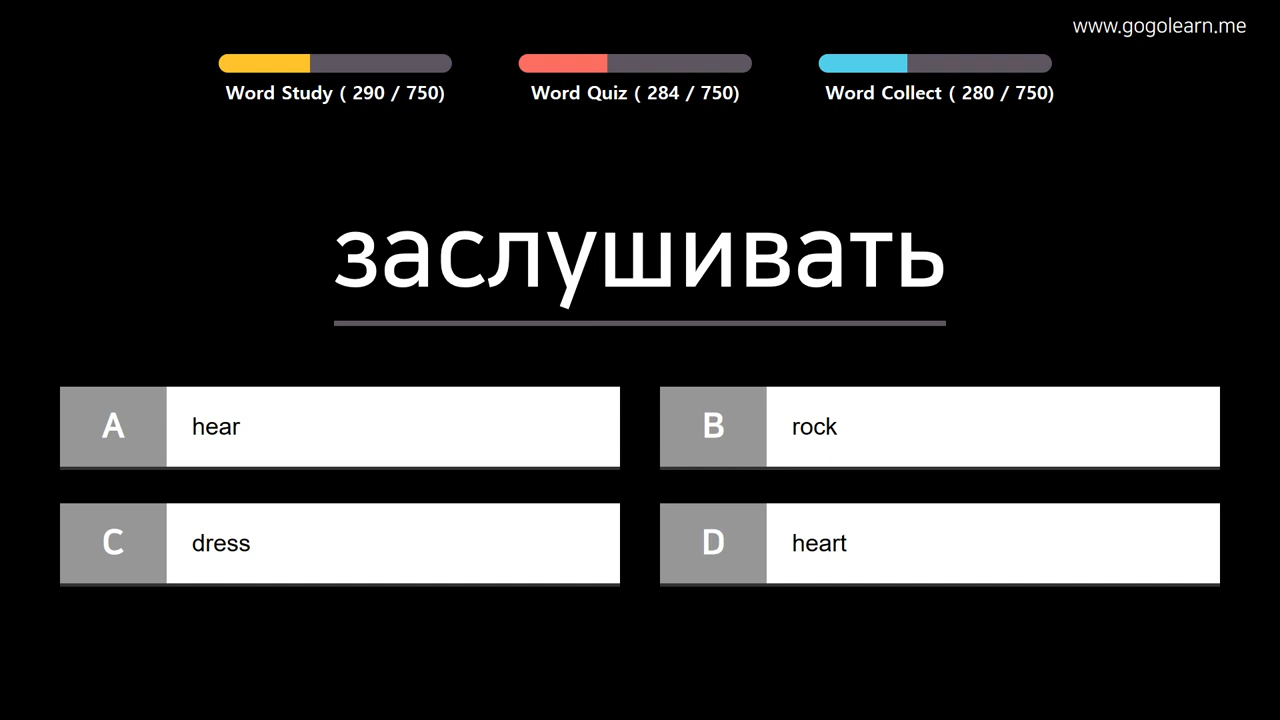 www.gogolearn.me
Word Study ( 290 / 750)
Word Quiz ( 284 / 750)
Word Collect ( 280 / 750)
заслушивать
A hear
B rock
C dress
D heart